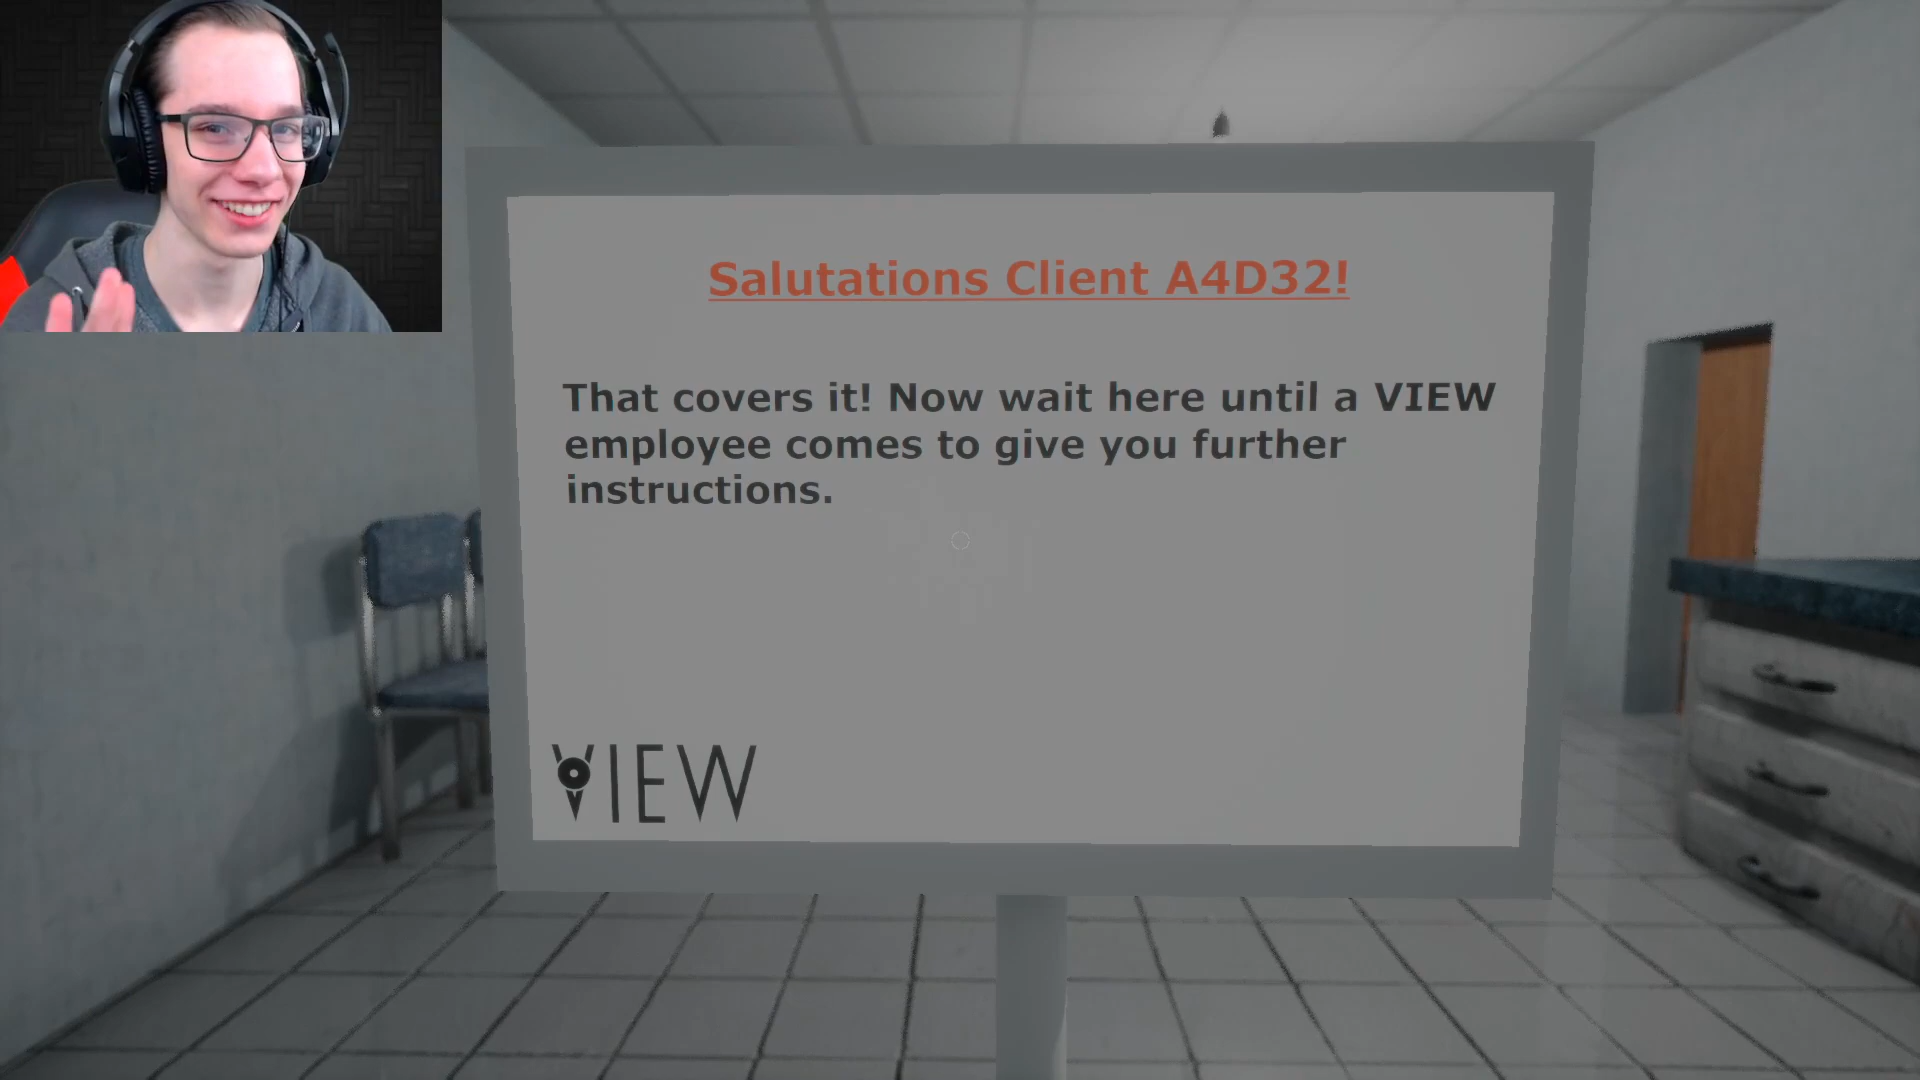 Salutations Client A4D32!
That covers it! Now wait here until a VIEW
employee comes to give you further
instructions.
VIEW